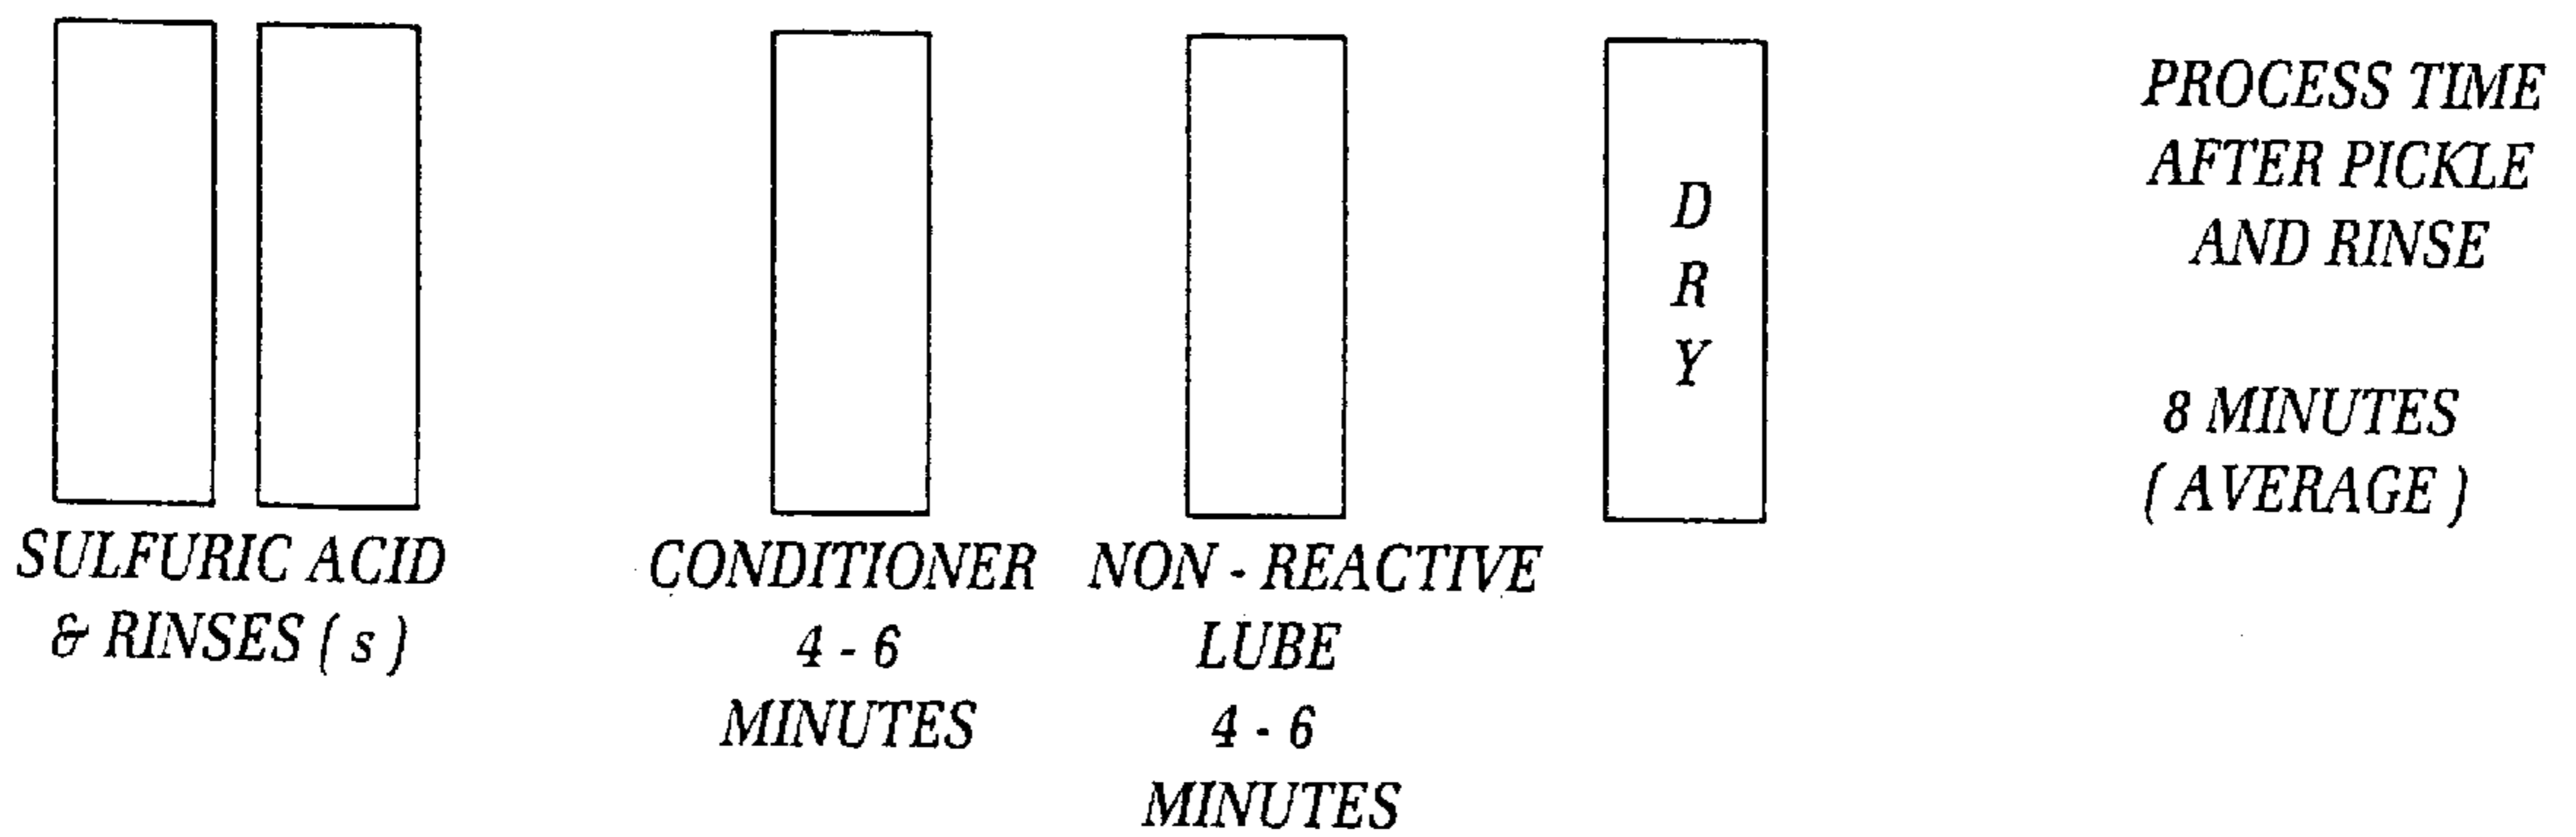 SULFURIC ACID
& RINSES ( s )
CONDITIONER
4 - 6
MINUTES
NON - REACTIVE
LUBE
4 - 6
MINUTES
D
R
Y
PROCESS TIME
AFTER PICKLE
AND RINSE
8 MINUTES
( AVERAGE )